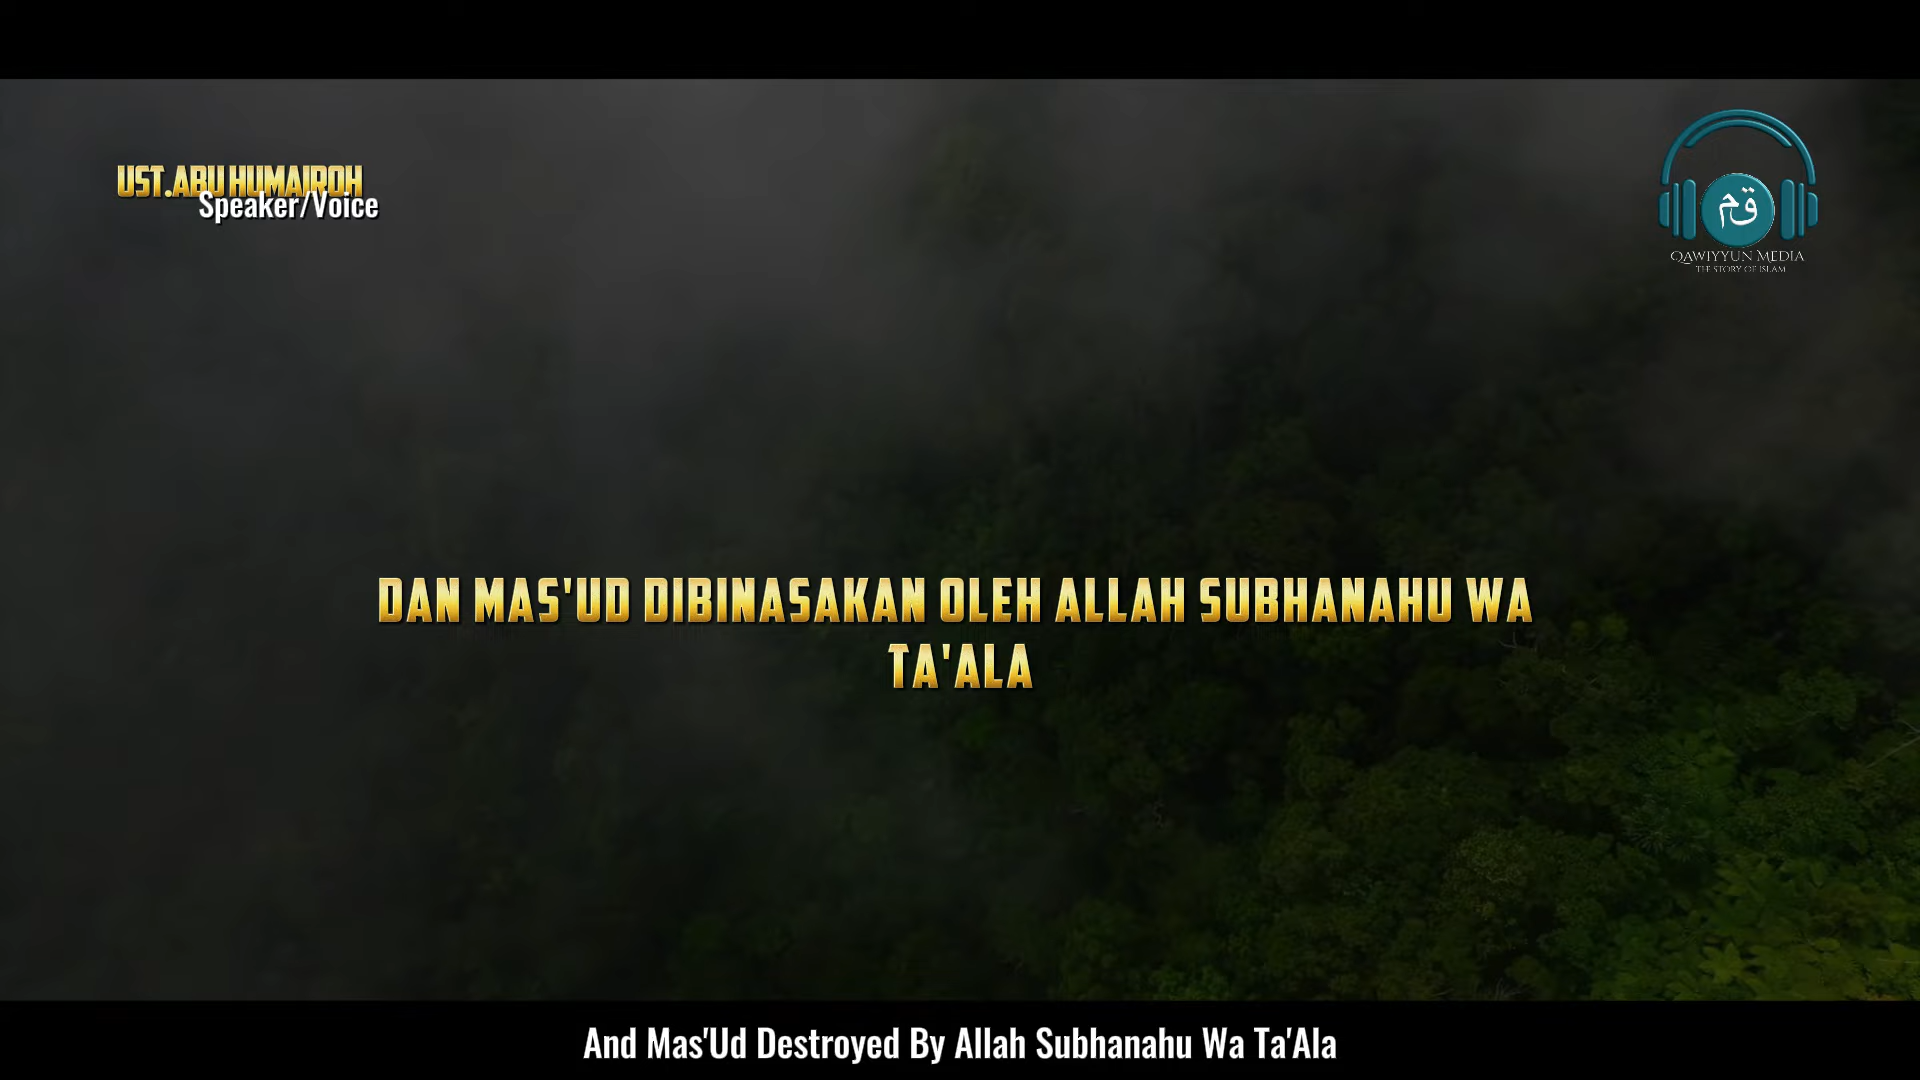 UST.ABU HUMAIROH
Speaker/Voice
قم
QAWIYYUN MEDIA
THE STORY OF ISLAM
DAN MAS'UD DIBINASAKAN OLEH ALLAH SUBHANAHU WA
TA'ALA
And Mas'Ud Destroyed By Allah Subhanahu Wa Ta'Ala